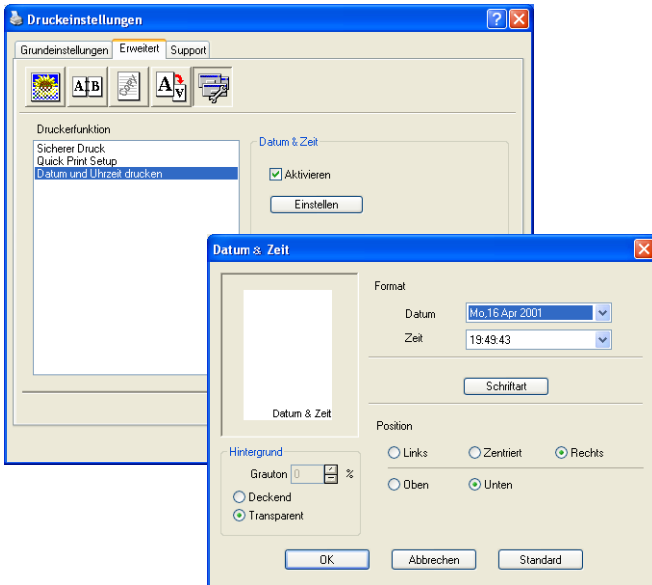 Druckeinstellungen
Grundeinstellungen Erweitert Support
A B A A
Druckerfunktion
Sicherer Druck
Quick Print Setup
Datum und Uhrzeit drucken
Datum & Zeit
Aktivieren
Einstellen
Datum & Zeit
Datum & Zeit
Format
Datum Mo,16 Apr 2001
Zeit 19:49:43
Schriftart
Hintergrund
Grauton 0 %
Deckend
Transparent
Position
Links Zentriert Rechts
Oben Unten
OK Abbrechen Standard